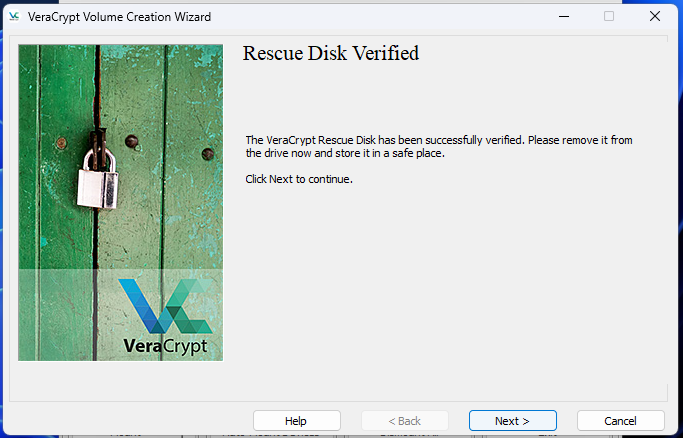 VeraCrypt Volume Creation Wizard
Rescue Disk Verified
The VeraCrypt Rescue Disk has been successfully verified. Please remove it from
the drive now and store it in a safe place.
Click Next to continue.
VeraCrypt
Help
< Back
Next >
Cancel